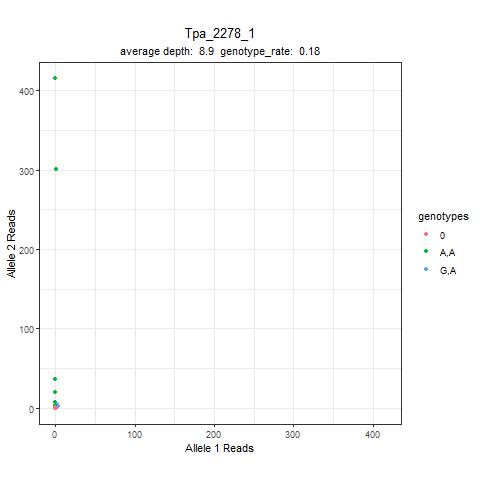 Tpa_2278_1
average depth: 8.9 genotype_rate: 0.18
400
300
200
100
0
Allele 2 Reads
0 100 200 300 400
Allele 1 Reads
genotypes
0
A,A
G,A